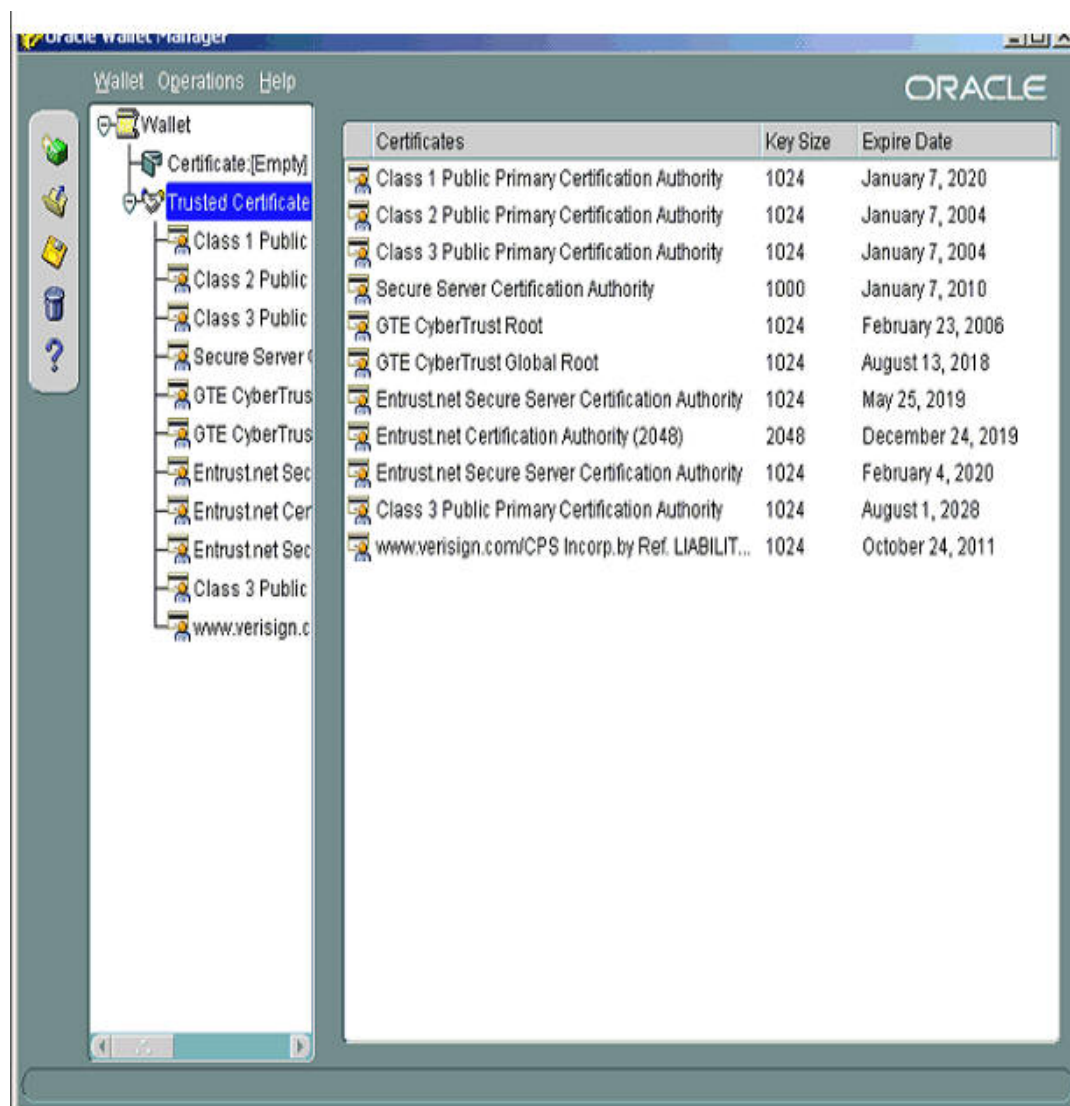 Oracle Wallet Manager
Wallet Operations Help
ORACLE
Wallet
Certificate:[Empty]
Trusted Certificate
Class 1 Public
Class 2 Public
Class 3 Public
Secure Server
GTE CyberTrus
GTE CyberTrus
Entrust.net Sec
Entrust.net Cer
Entrust.net Sec
Class 3 Public
www.verisign.c
Certificates Key Size Expire Date
Class 1 Public Primary Certification Authority 1024 January 7, 2020
Class 2 Public Primary Certification Authority 1024 January 7, 2004
Class 3 Public Primary Certification Authority 1024 January 7, 2004
Secure Server Certification Authority 1000 January 7, 2010
GTE CyberTrust Root 1024 February 23, 2006
GTE CyberTrust Global Root 1024 August 13, 2018
Entrust.net Secure Server Certification Authority 1024 May 25, 2019
Entrust.net Certification Authority (2048) 2048 December 24, 2019
Entrust.net Secure Server Certification Authority 1024 February 4, 2020
Class 3 Public Primary Certification Authority 1024 August 1, 2028
www.verisign.com/CPS Incorp.by Ref. LIABILIT... 1024 October 24, 2011